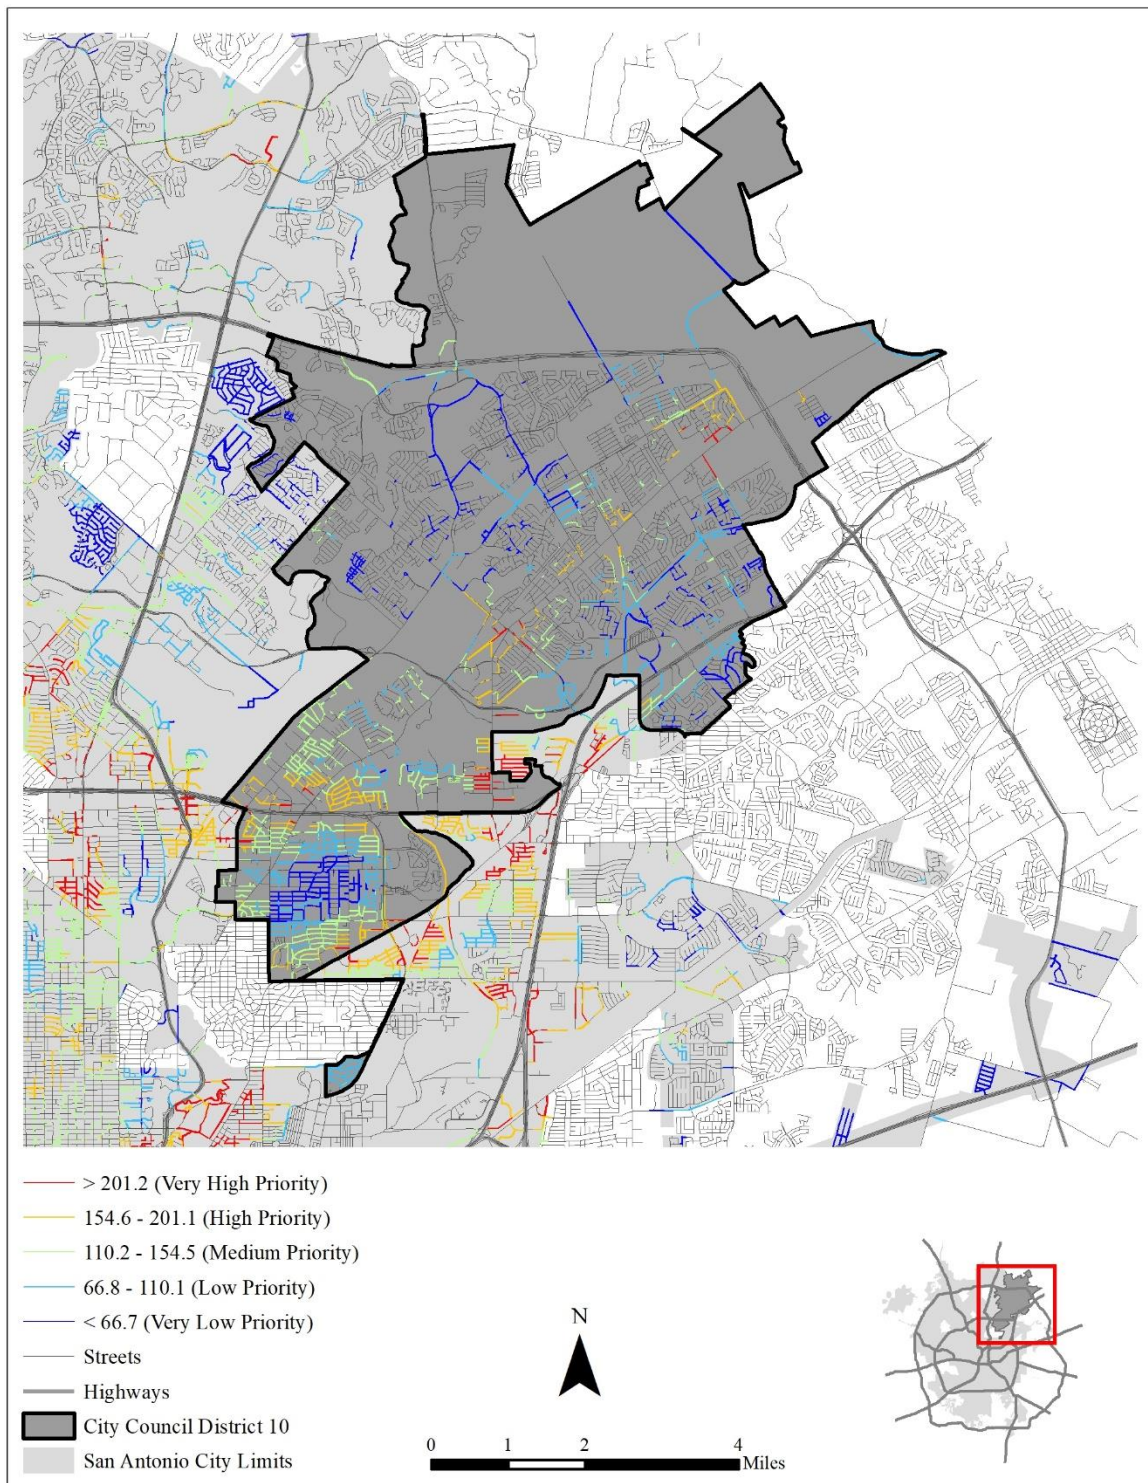 > 201.2 (Very High Priority)
154.6 - 201.1 (High Priority)
110.2 - 154.5 (Medium Priority)
66.8 - 110.1 (Low Priority)
< 66.7 (Very Low Priority)
Streets
Highways
City Council District 10
San Antonio City Limits
N
0 1 2 4
Miles